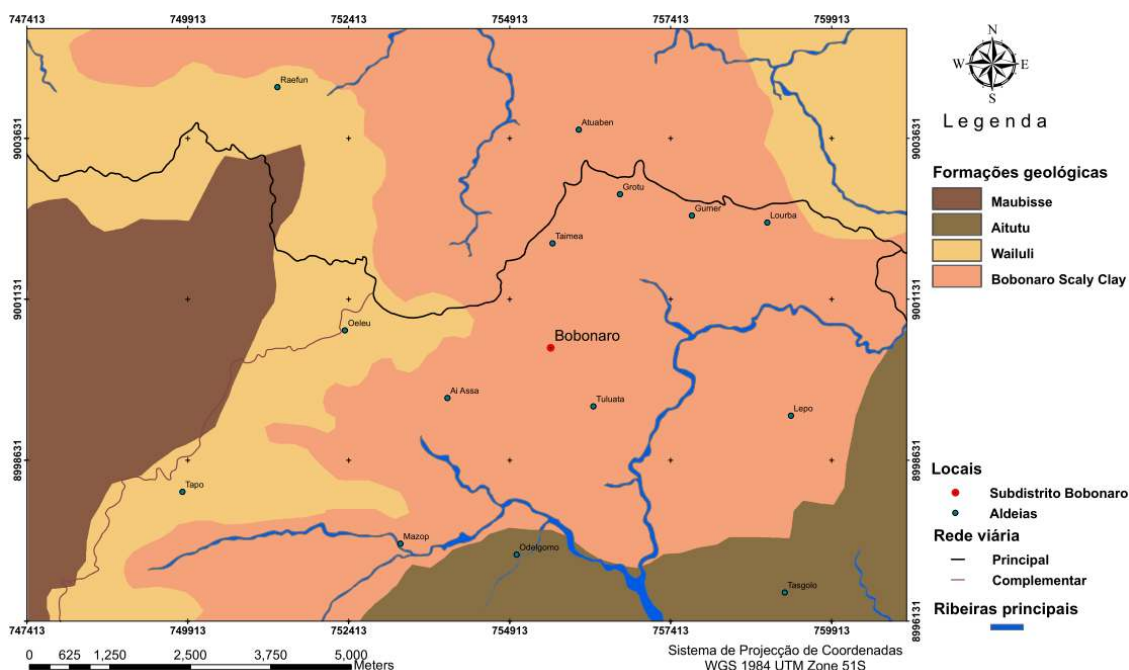 747413 749913 752413 754913 757413 759913
9003631 9003631
9001131 9001131
8998631 8998631
8996131 8996131
Raefun
Atuaben
Grotu
Gumer
Lourba
Taimea
Oeleu
Bobonaro
Ai Assa
Tuluata
Lepo
Tapo
Mazop
Odelgomo
Tasgolo
747413 749913 752413 754913 757413 759913
0 625 1,250 2,500 3,750 5,000
Meters
Sistema de Projecção de Coordenadas
WGS 1984 UTM Zone 51S
N
W E
S
Legenda
Formações geológicas
Maubisse
Aitutu
Wailuli
Bobonaro Scaly Clay
Locais
Subdistrito Bobonaro
Aldeias
Rede viária
Principal
Complementar
Ribeiras principais